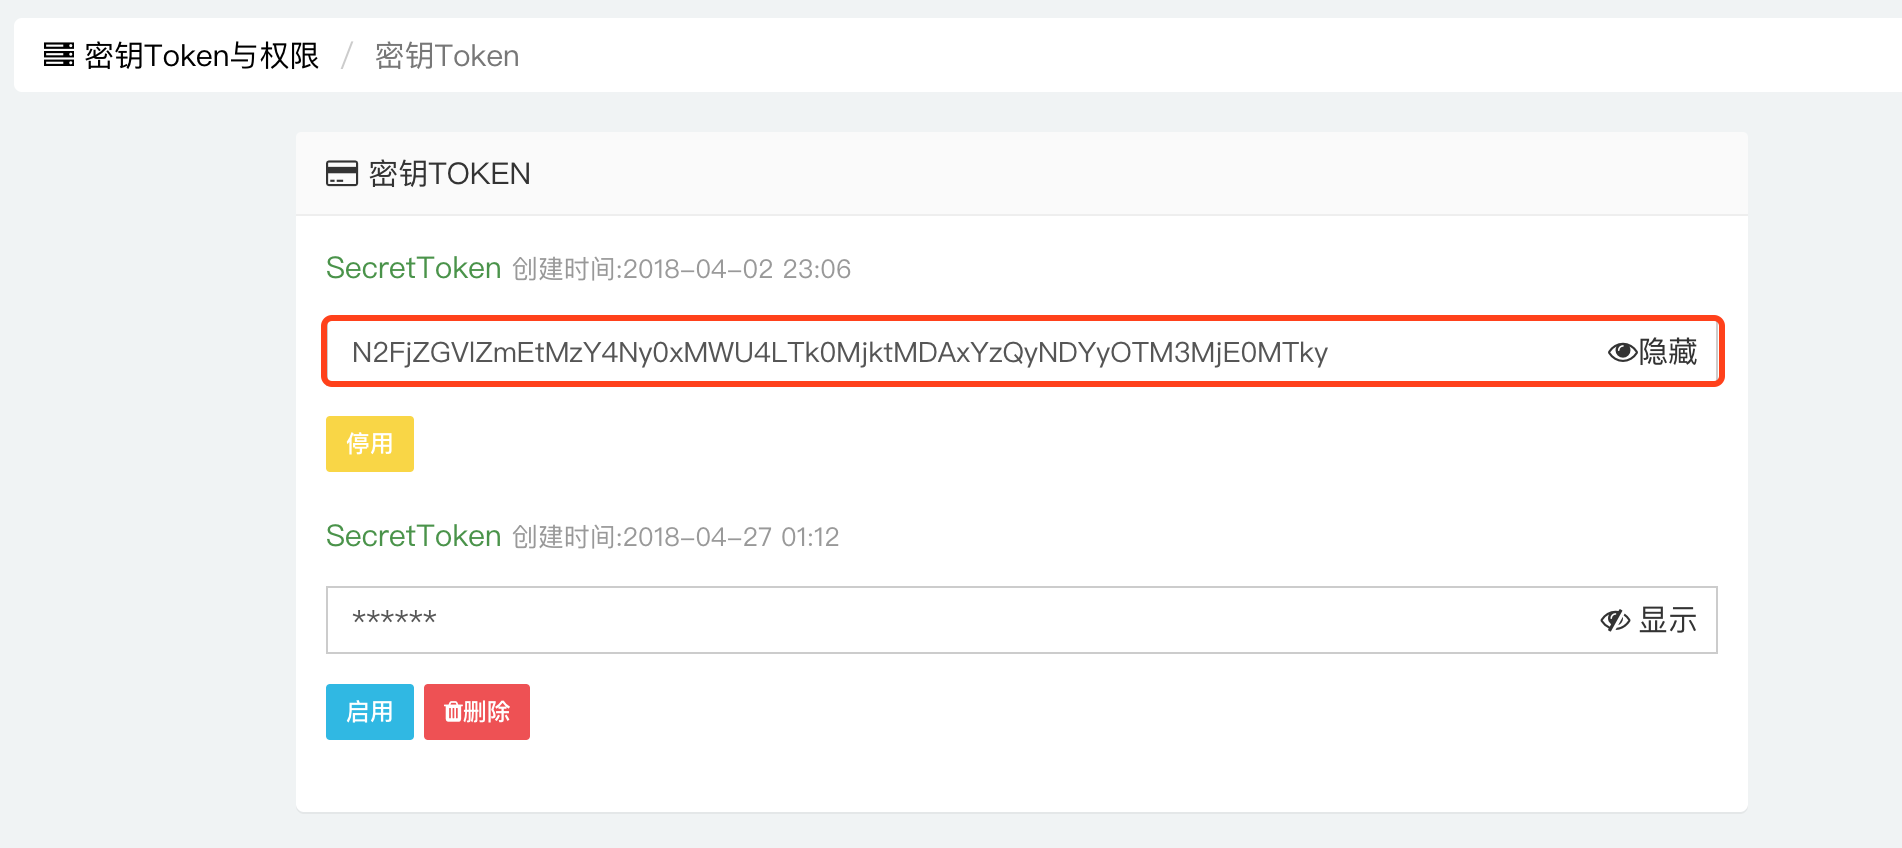 密钥Token与权限 / 密钥Token
密钥TOKEN
SecretToken 创建时间:2018-04-02 23:06
N2FjZGVlZmEtMzY4Ny0xMWU4LTk0MjktMDAxYzQyNDYyOTM3MjE0MTky 隐藏
停用
SecretToken 创建时间:2018-04-27 01:12
****** 显示
启用 删除